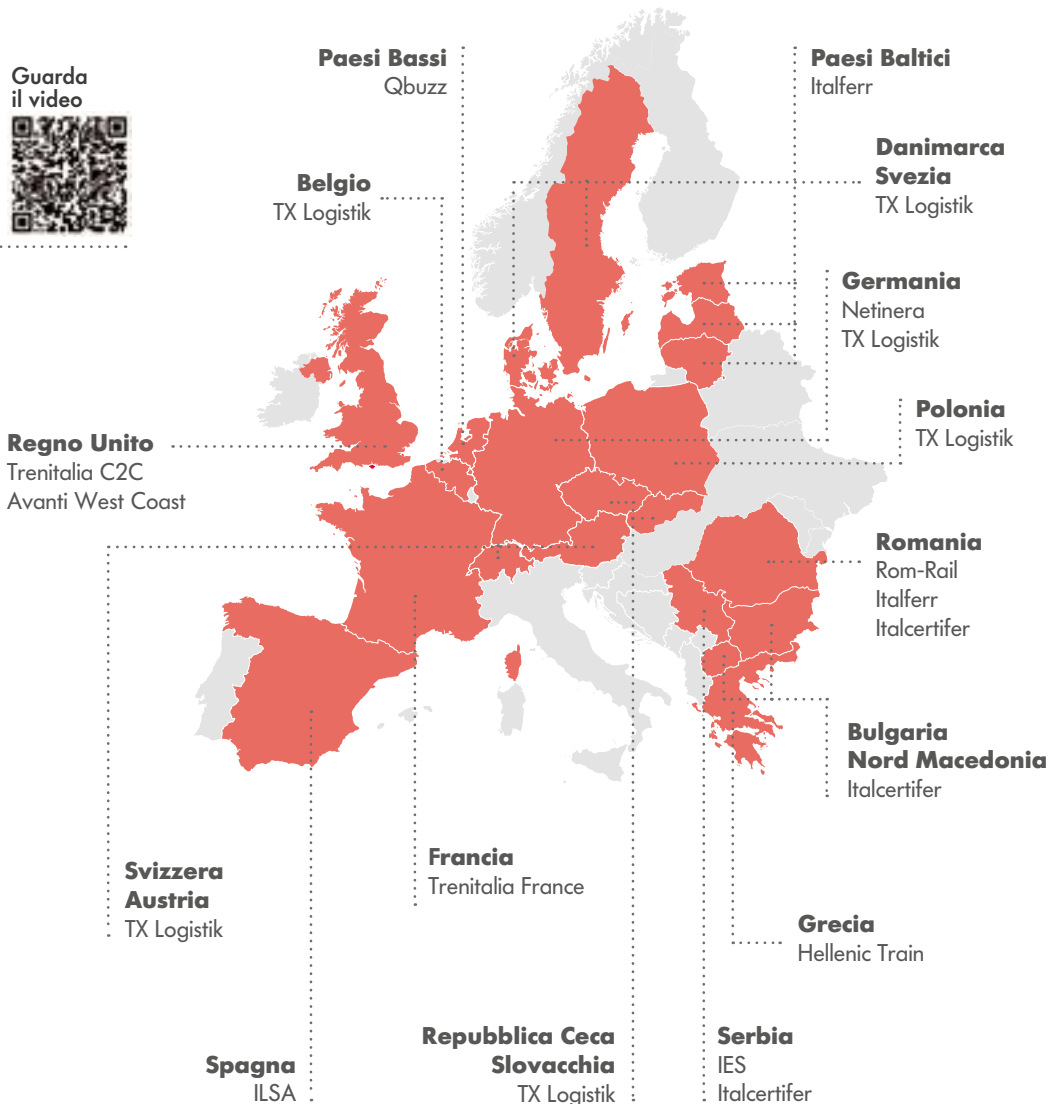 Guarda
il video
Paesi Bassi
Qbuzz
Paesi Baltici
Italferr
Danimarca
Svezia
TX Logistik
Belgio
TX Logistik
Germania
Netinera
TX Logistik
Polonia
TX Logistik
Regno Unito
Trenitalia C2C
Avanti West Coast
Romania
Rom-Rail
Italferr
Italcertifer
Bulgaria
Nord Macedonia
Italcertifer
Svizzera
Austria
TX Logistik
Francia
Trenitalia France
Grecia
Hellenic Train
Spagna
ILSA
Repubblica Ceca
Slovacchia
TX Logistik
Serbia
IES
Italcertifer